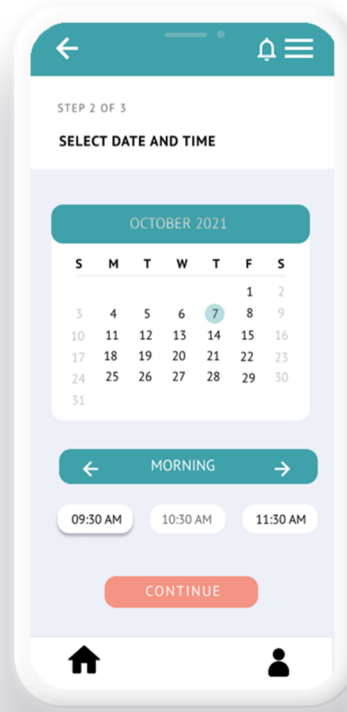 STEP 2 OF 3
SELECT DATE AND TIME
OCTOBER 2021
S M T W T F S
1 2
3 4 5 6 7 8 9
10 11 12 13 14 15 16
17 18 19 20 21 22 23
24 25 26 27 28 29 30
31
MORNING
09:30 AM 10:30 AM 11:30 AM
CONTINUE